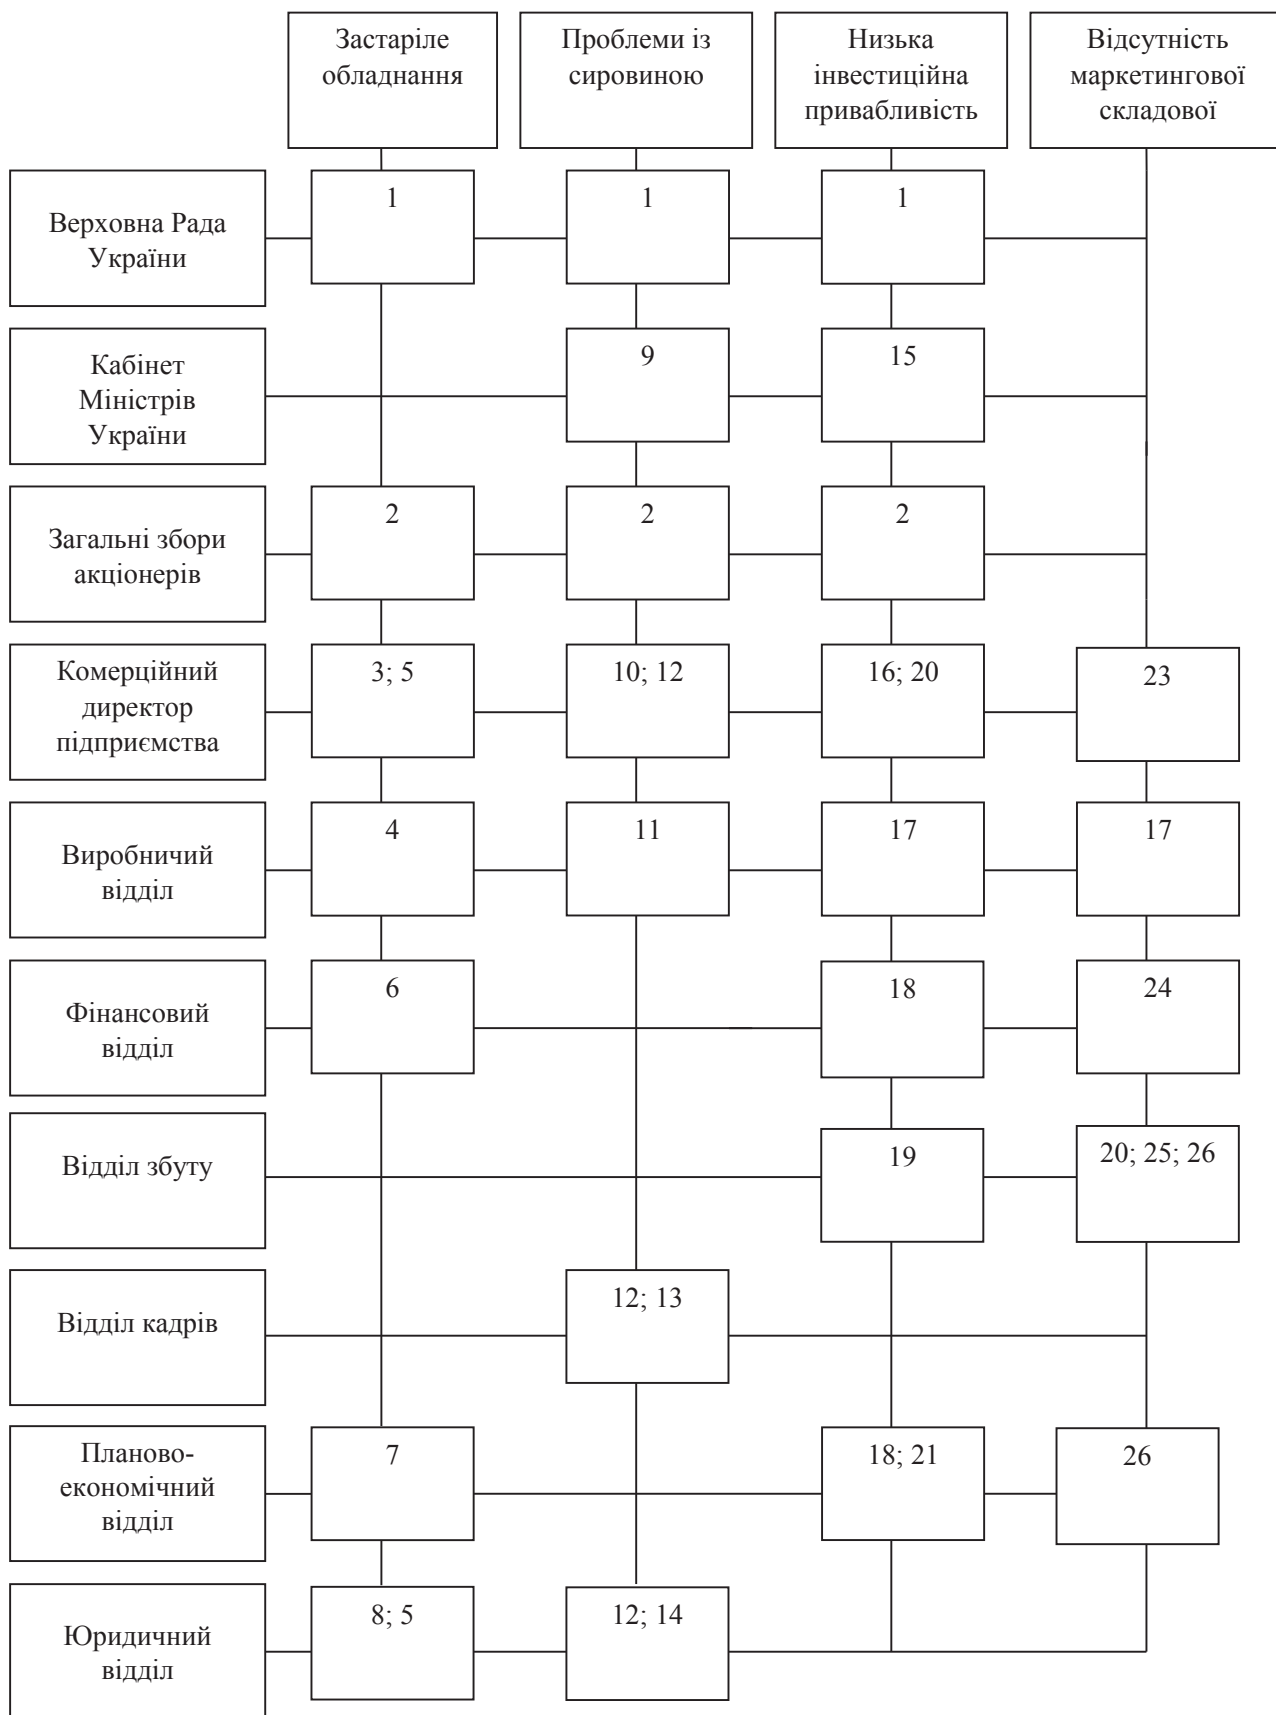 Застаріле
обладнання
Проблеми із
сировиною
Низька
інвестиційна
привабливість
Відсутність
маркетингової
складової
Верховна Рада
України
1
1
1
Кабінет
Міністрів
України
9
15
Загальні збори
акціонерів
2
2
2
Комерційний
директор
підприємства
3; 5
10; 12
16; 20
23
Виробничий
відділ
4
11
17
17
Фінансовий
відділ
6
18
24
Відділ збуту
19
20; 25; 26
Відділ кадрів
12; 13
Планово-
економічний
відділ
7
18; 21
26
Юридичний
відділ
8; 5
12; 14